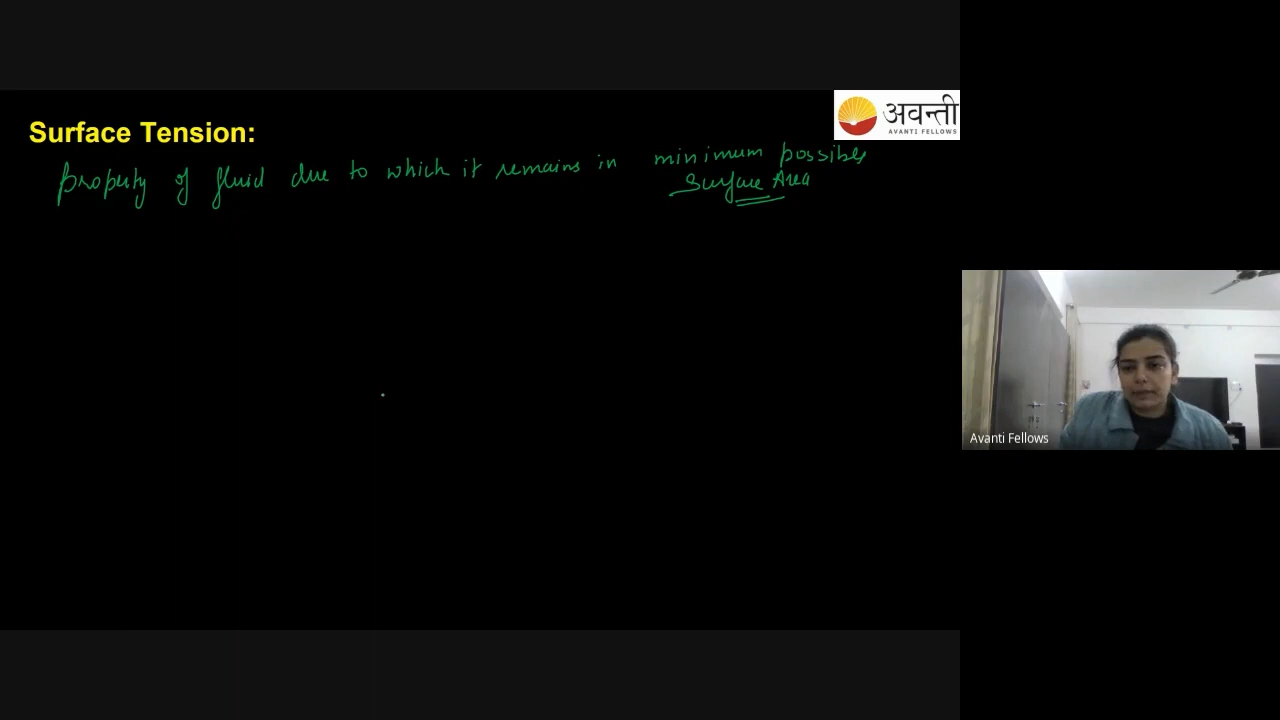 अवन्ती
AVANTI FELLOWS
Surface Tension:
property of fluid due to which it remains in minimum possible
Surface Area
Avanti Fellows